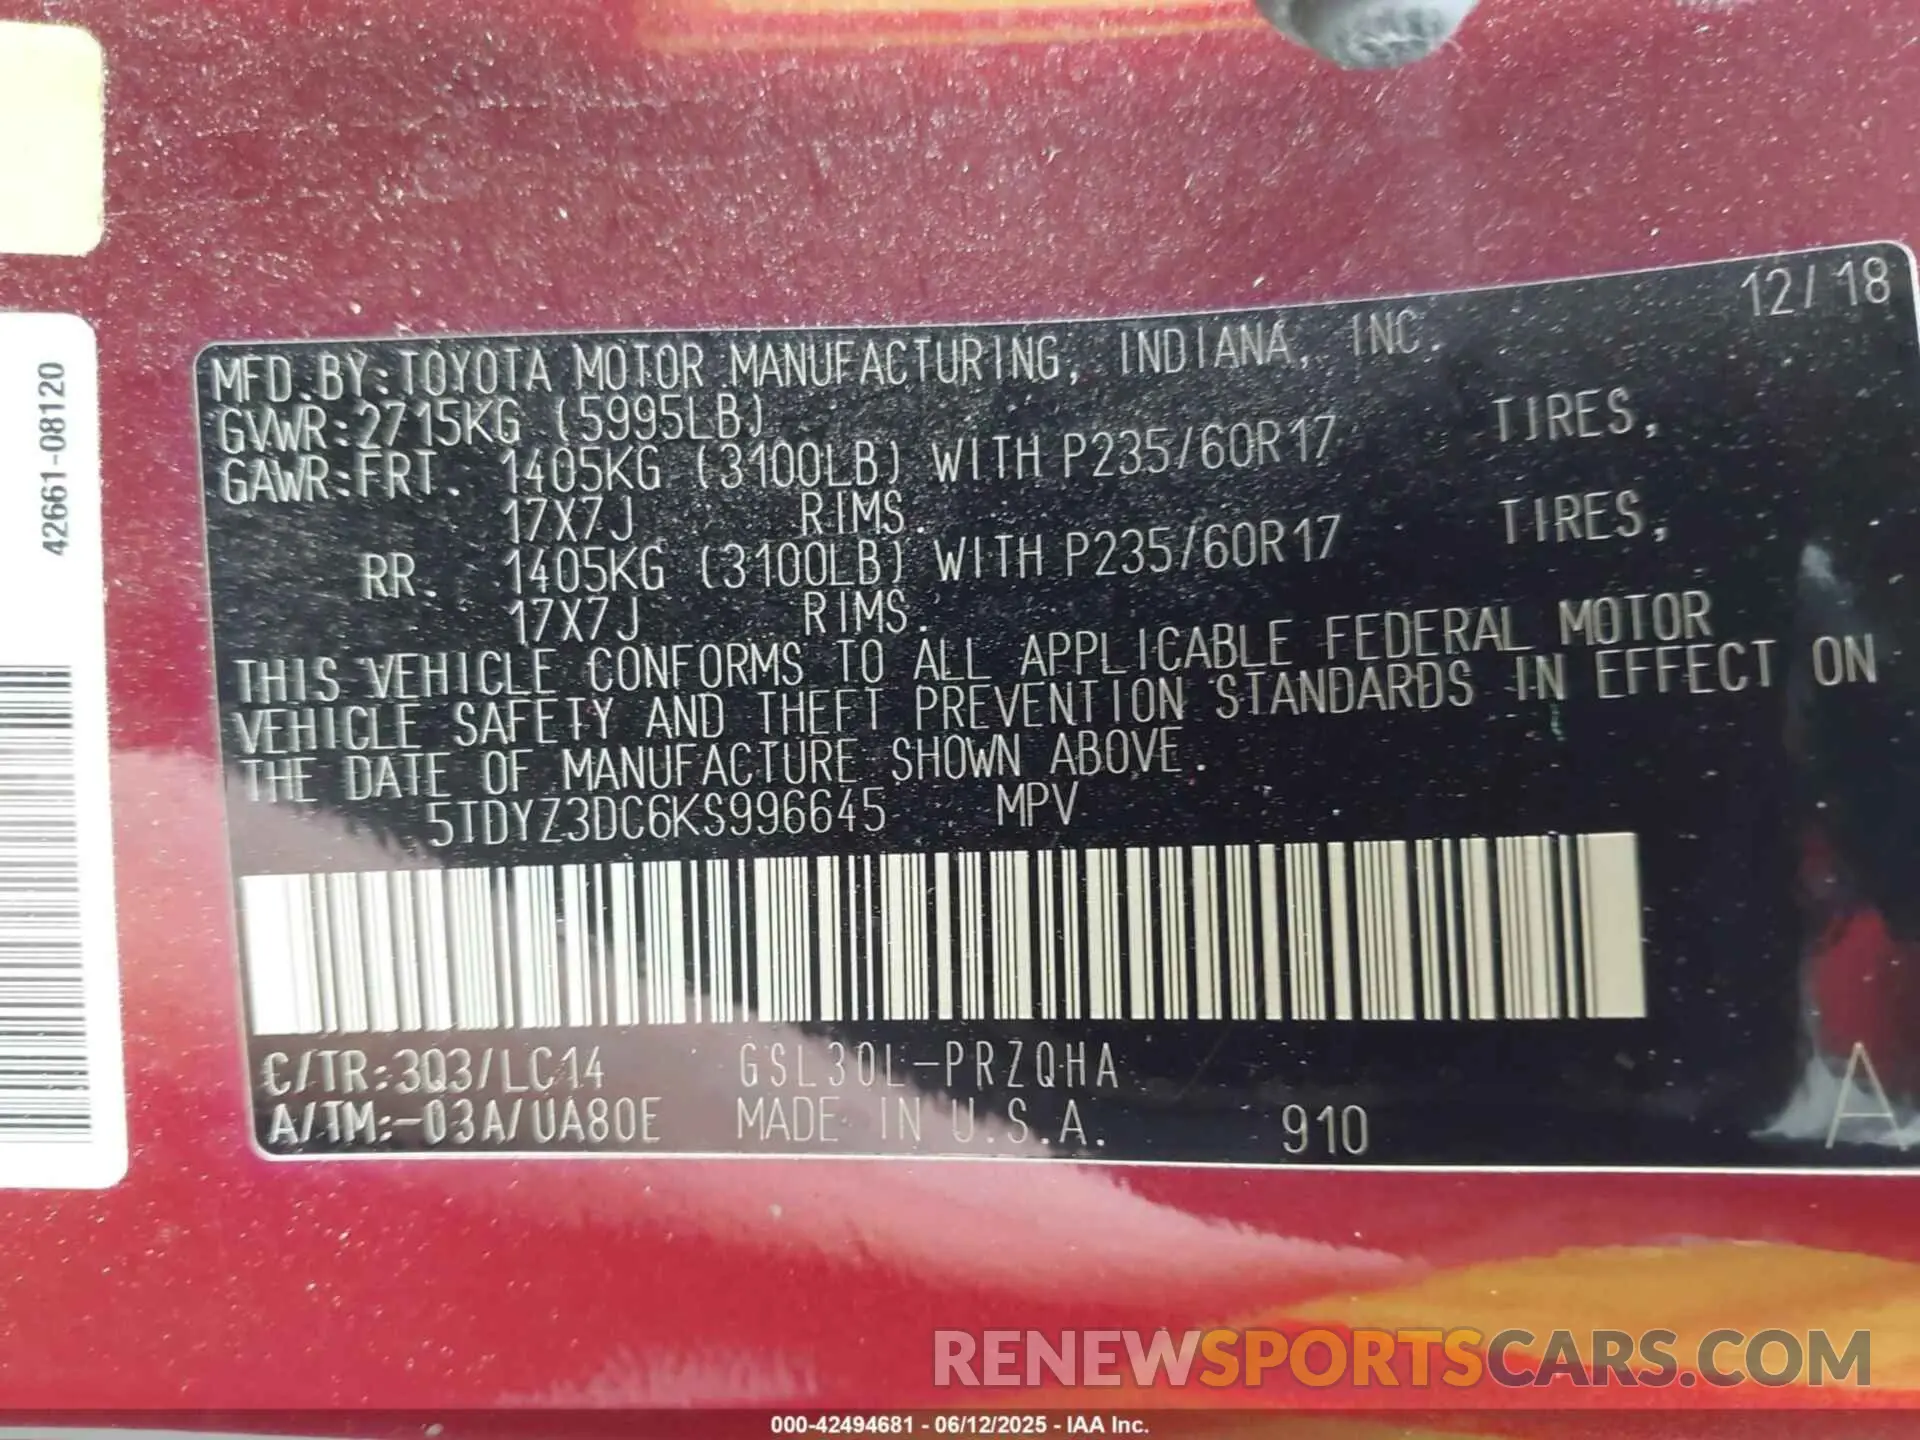 12/18
MFD.BY:TOYOTA MOTOR MANUFACTURING, INDIANA, INC.
GVWR:2715KG (5995LB)
GAWR:FRT. 1405KG (3100LB) WITH P235/60R17 TIRES,
17X7J RIMS.
RR. 1405KG (3100LB) WITH P235/60R17 TIRES,
17X7J RIMS.
THIS VEHICLE CONFORMS TO ALL APPLICABLE FEDERAL MOTOR
VEHICLE SAFETY AND THEFT PREVENTION STANDARDS IN EFFECT ON
THE DATE OF MANUFACTURE SHOWN ABOVE.
5TDYZ3DC6KS996645 MPV
C/TR:3Q3/LC14 GSL30L-PRZQHA
A/TM:-03A/UA80E MADE IN U.S.A. 910
A
42661-08120
RENEWSPORTSCARS.COM
000-42494681 - 06/12/2025 - IAA Inc.